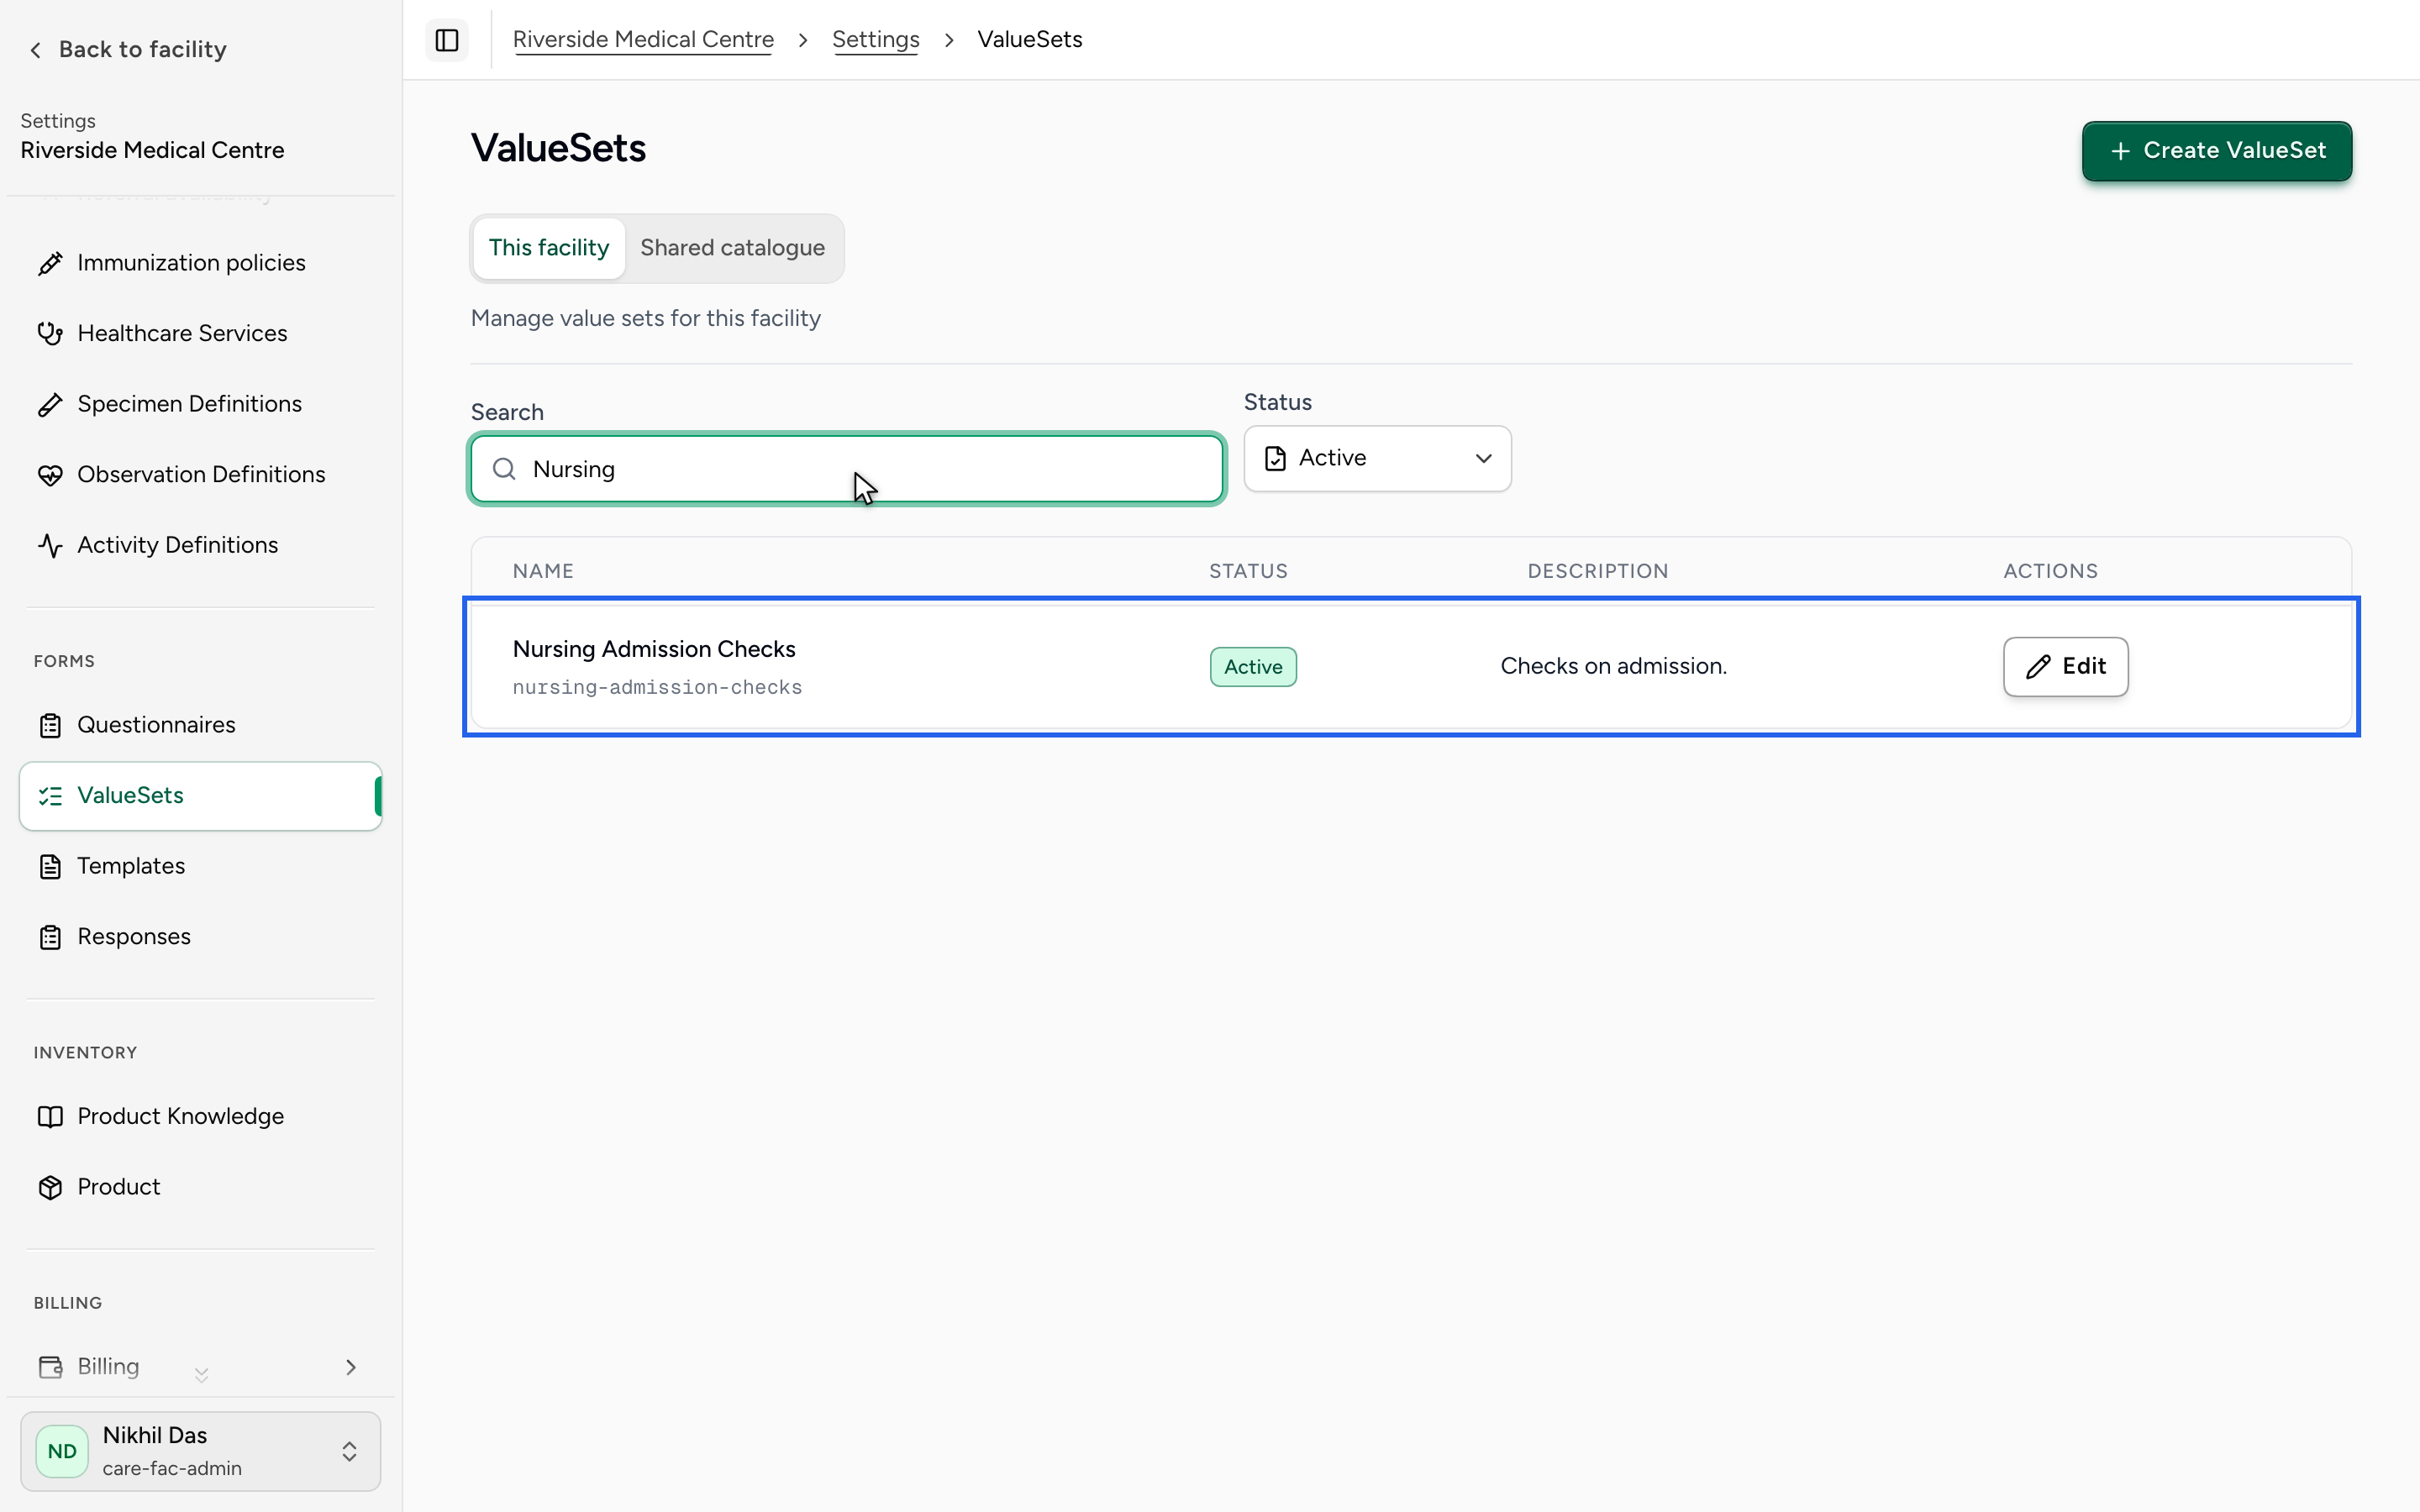 Back to facility
Settings
Riverside Medical Centre
Immunization policies
Healthcare Services
Specimen Definitions
Observation Definitions
Activity Definitions
FORMS
Questionnaires
ValueSets
Templates
Responses
INVENTORY
Product Knowledge
Product
BILLING
Billing
ND
Nikhil Das
care-fac-admin
Riverside Medical Centre > Settings > ValueSets
ValueSets
+ Create ValueSet
This facility Shared catalogue
Manage value sets for this facility
Search
Status
Nursing
Active
NAME STATUS DESCRIPTION ACTIONS
Nursing Admission Checks
nursing-admission-checks
Active
Checks on admission.
Edit